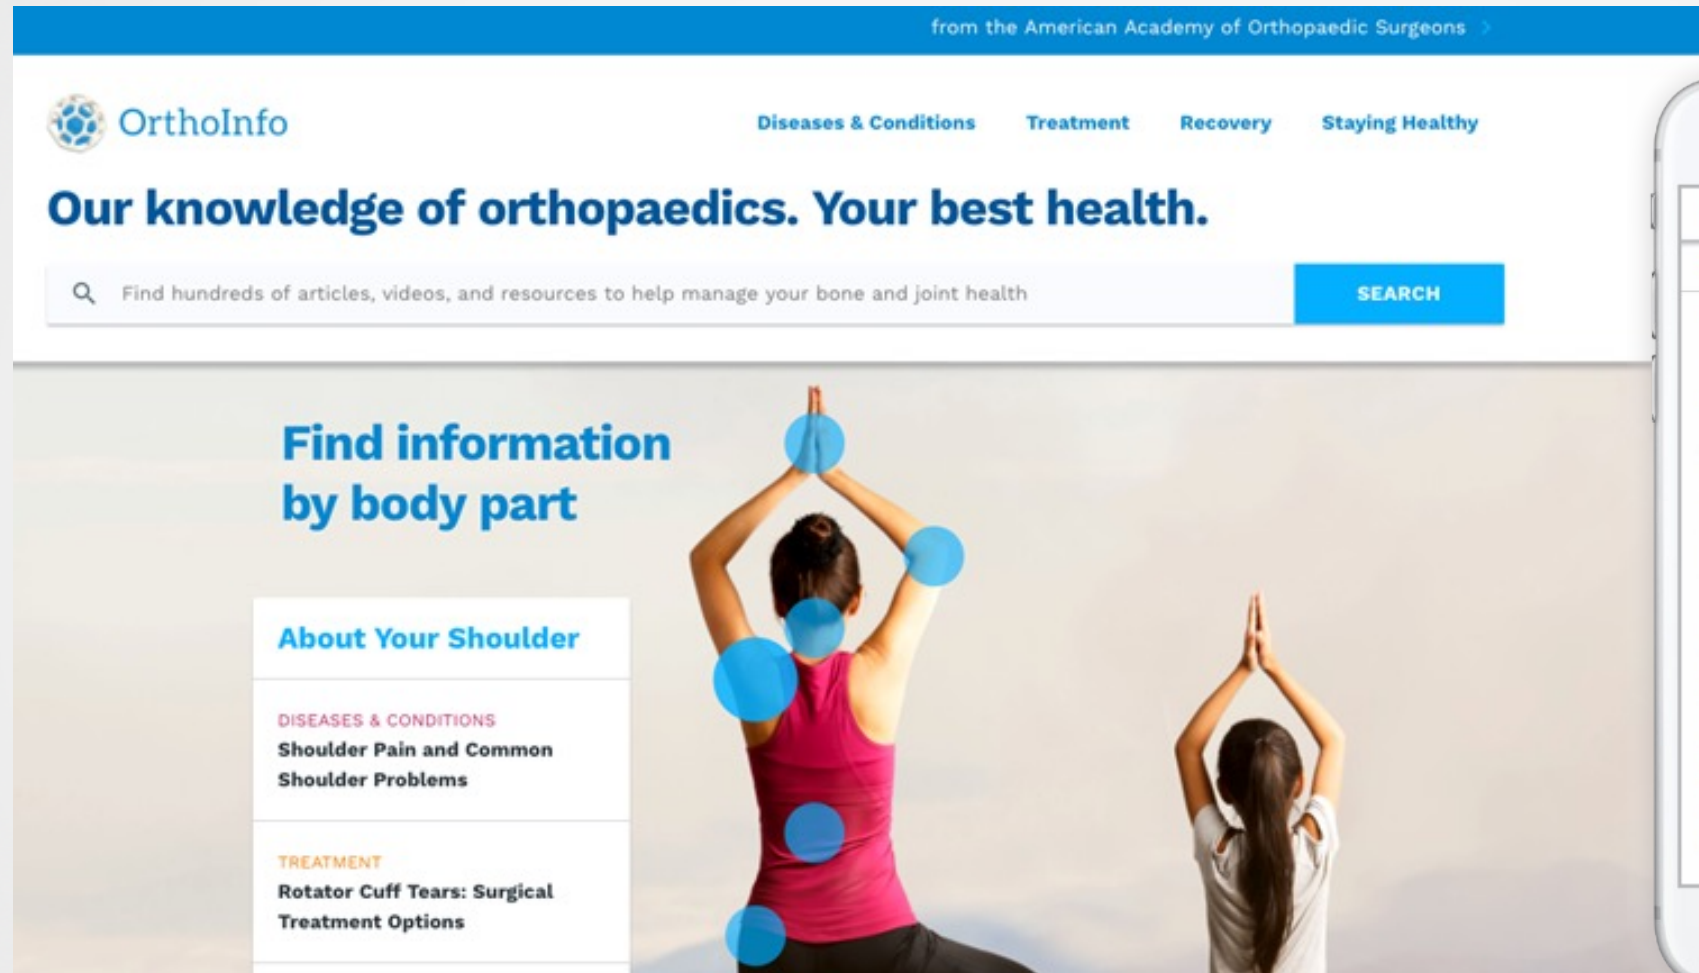 from the American Academy of Orthopaedic Surgeons
OrthoInfo
Diseases & Conditions Treatment Recovery Staying Healthy
Our knowledge of orthopaedics. Your best health.
Find hundreds of articles, videos, and resources to help manage your bone and joint health
SEARCH
Find information
by body part
About Your Shoulder
DISEASES & CONDITIONS
Shoulder Pain and Common
Shoulder Problems
TREATMENT
Rotator Cuff Tears: Surgical
Treatment Options